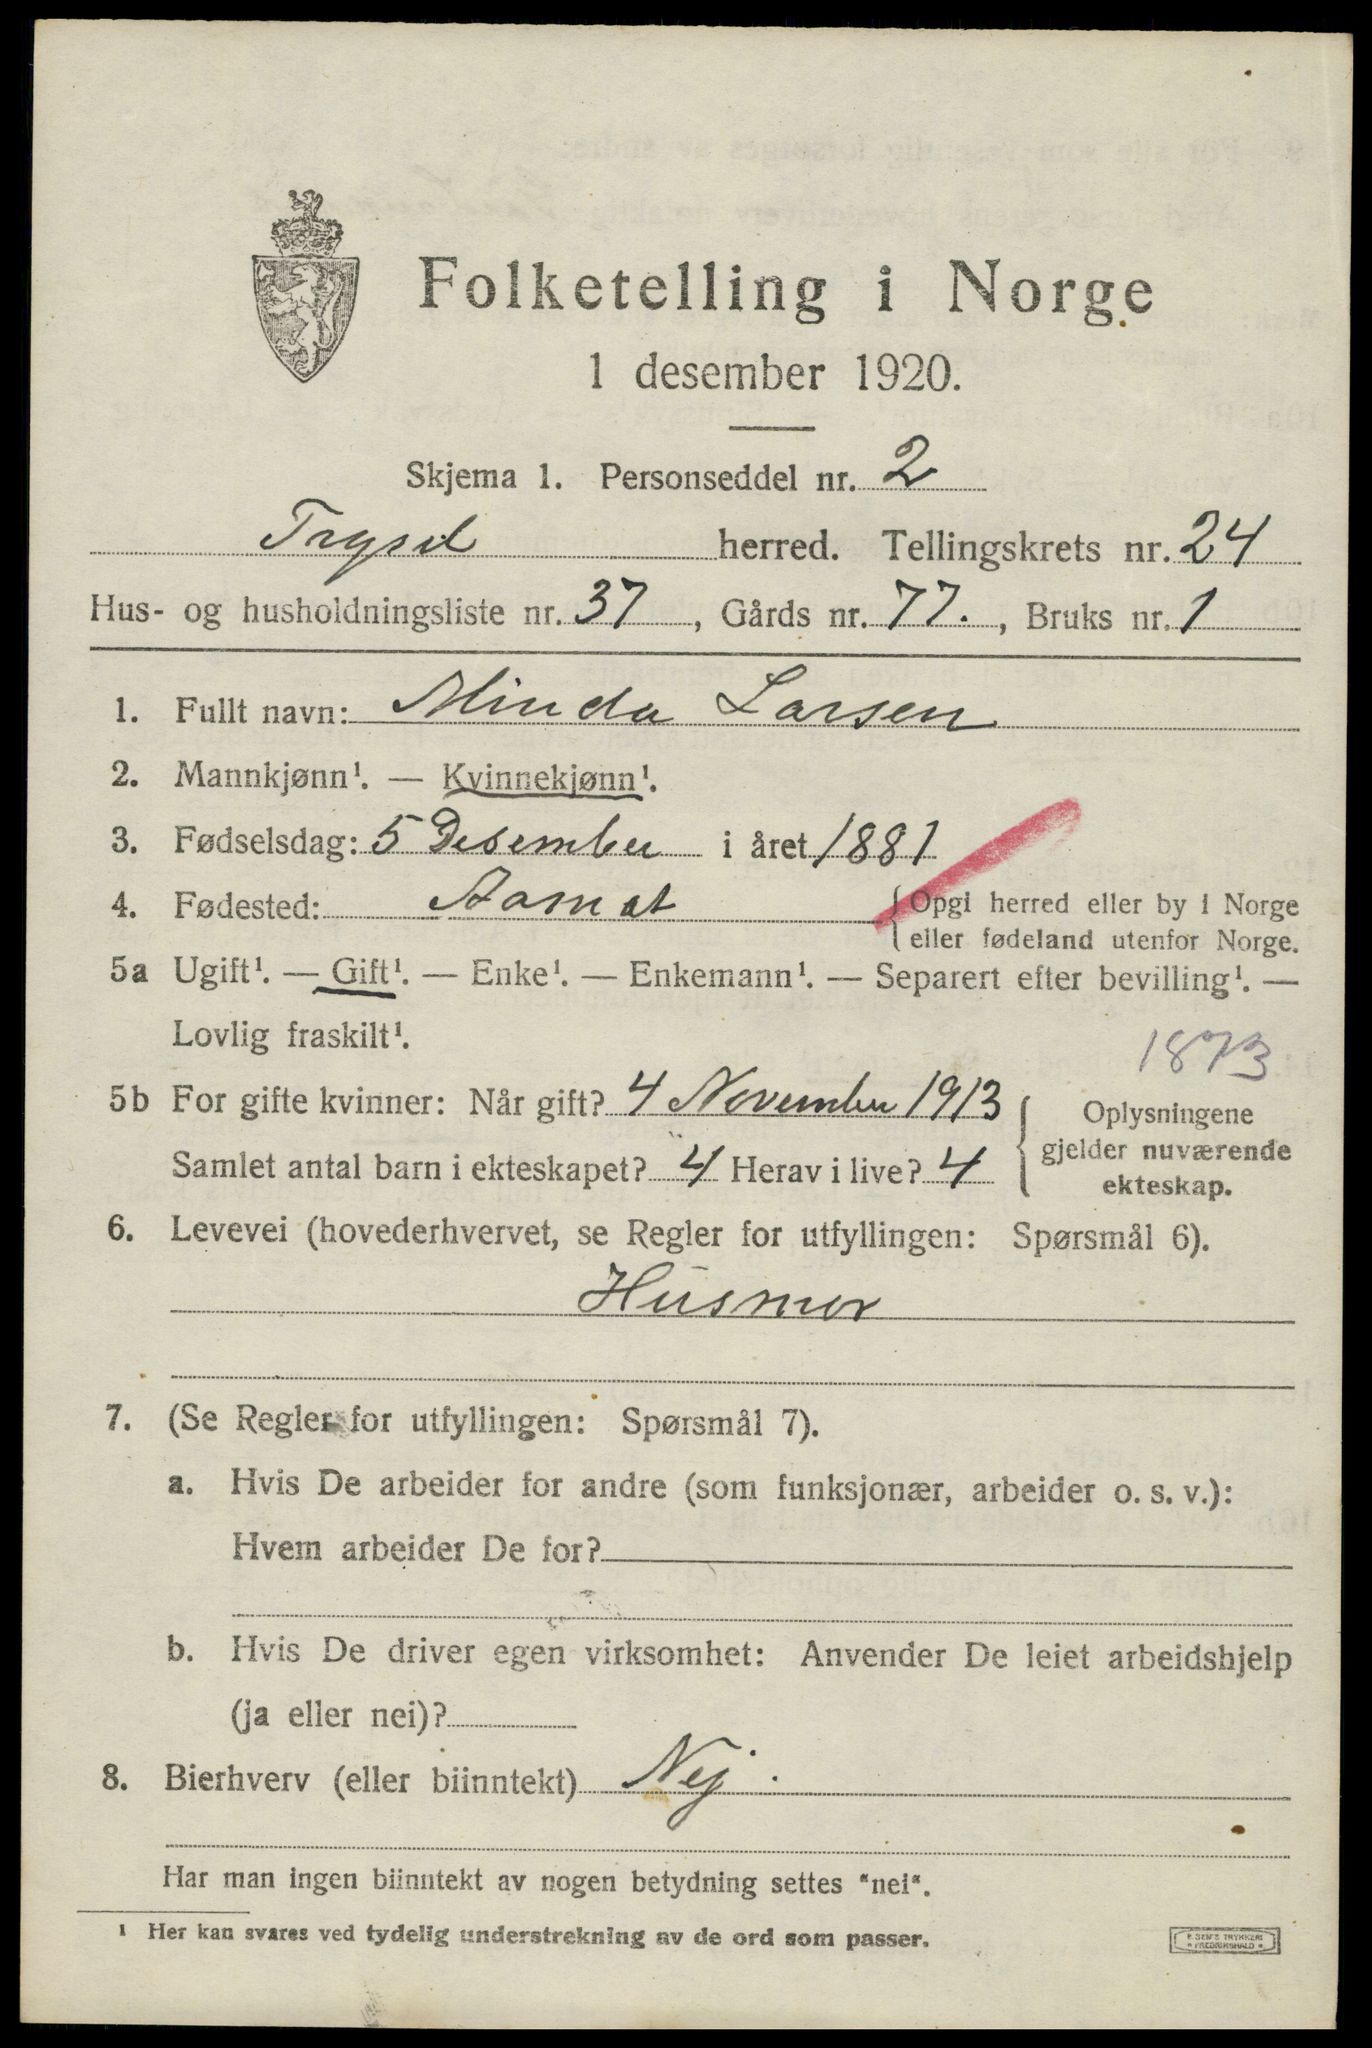 Folketelling i Norge
1 desember 1920.
Skjema 1. Personseddel nr. 2
Trysil herred. Tellingskrets nr. 24
Hus- og husholdningsliste nr. 37, Gårds nr. 77., Bruks nr. 1
1. Fullt navn: Minda Larsen
2. Mannkjønn¹. — Kvinnekjønn¹.
3. Fødselsdag: 5 Desember i året 1881
4. Fødested: Aamot {Opgi herred eller by i Norge
eller fødeland utenfor Norge.
5a Ugift¹. — Gift¹. — Enke¹. — Enkemann¹. — Separert efter bevilling¹. —
Lovlig fraskilt¹.
1873
5b For gifte kvinner: Når gift? 4 November 1913 { Oplysningene
gjelder nuværende
Samlet antal barn i ekteskapet? 4 Herav i live? 4
ekteskap.
6. Levevei (hovederhvervet, se Regler for utfyllingen: Spørsmål 6).
Husmor
7. (Se Regler for utfyllingen: Spørsmål 7).
a. Hvis De arbeider for andre (som funksjonær, arbeider o. s. v.):
Hvem arbeider De for?
b. Hvis De driver egen virksomhet: Anvender De leiet arbeidshjelp
(ja eller nei)?
8. Bierhverv (eller biinntekt) Nej.
Har man ingen biinntekt av nogen betydning settes "nei".
¹ Her kan svares ved tydelig understrekning av de ord som passer.
TRYKKERI
FREDRIKSHALD